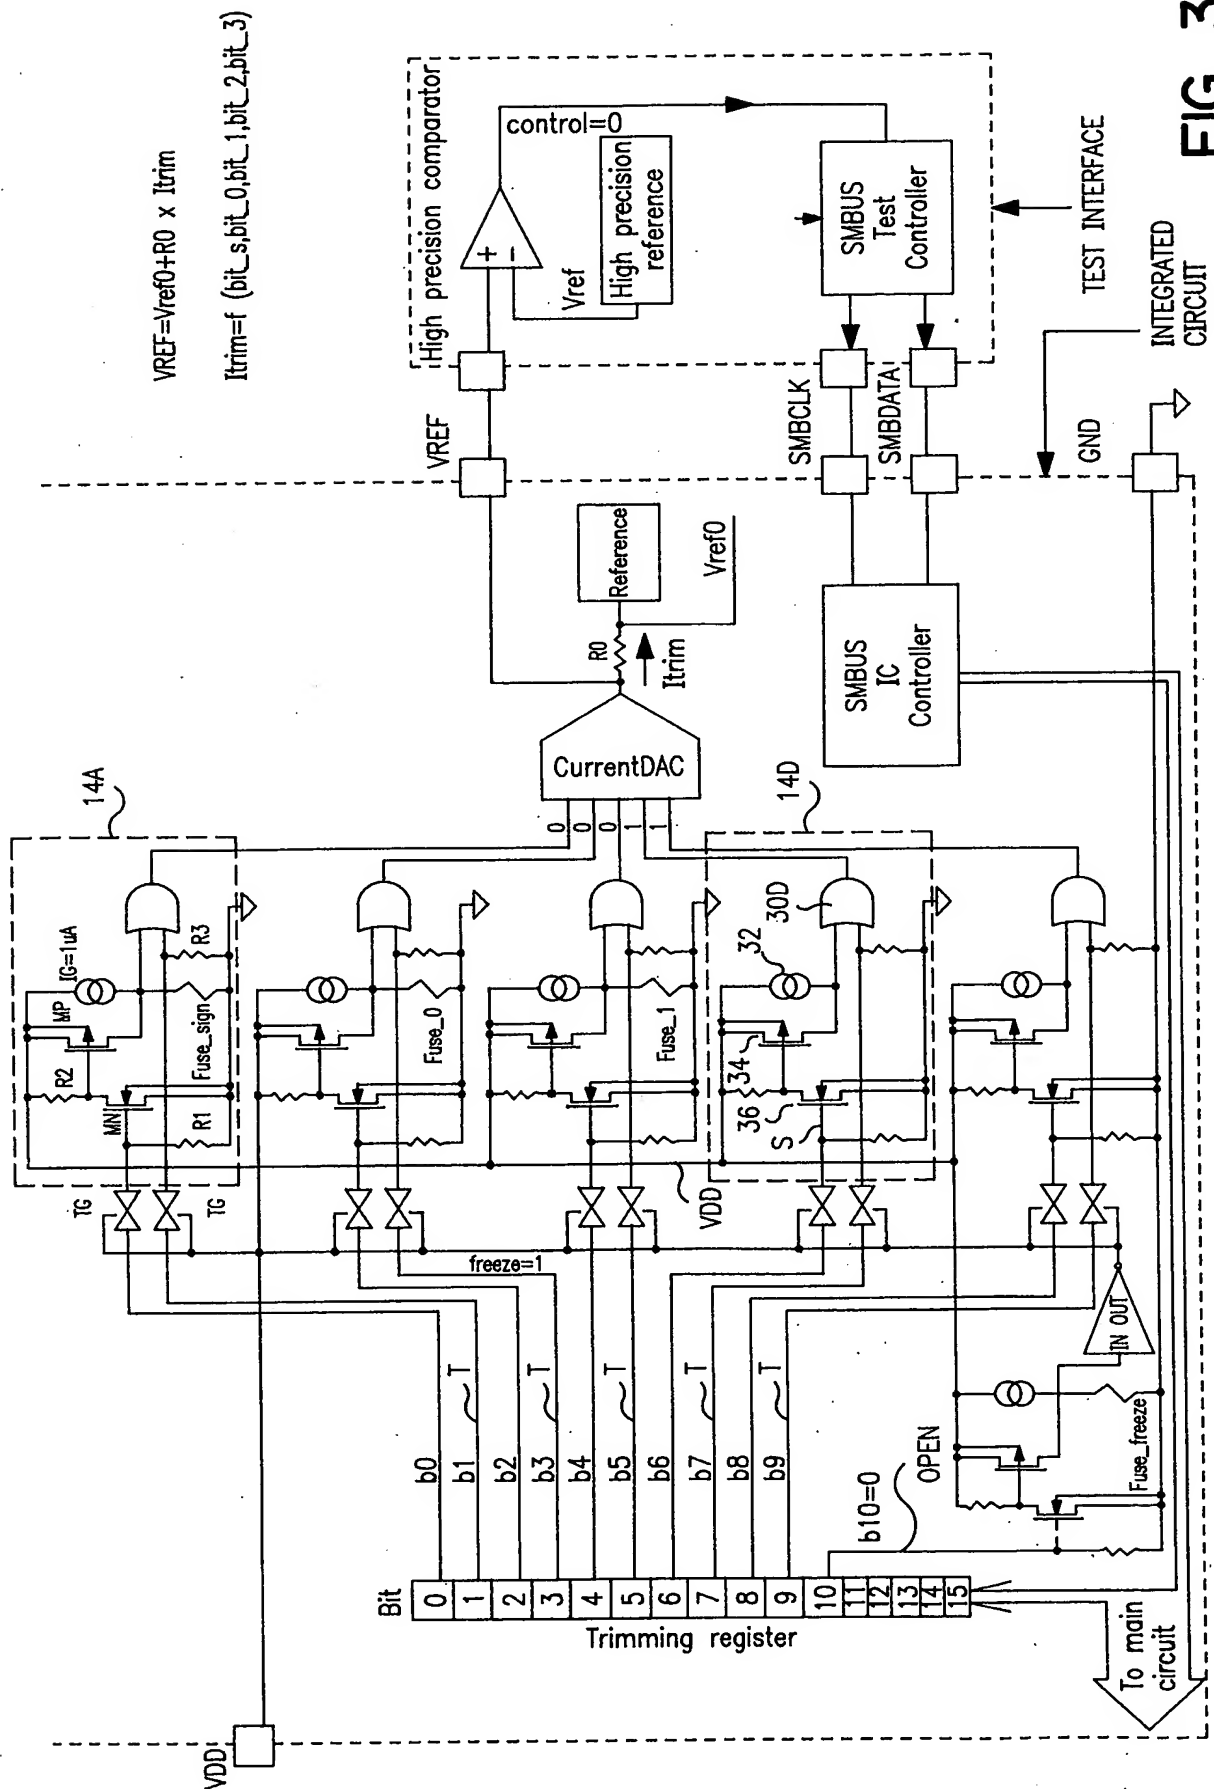 FIG 3
VREF=Vref0+R0 x Itrim
Itrim=f (bit_s,bit_0,bit_1,bit_2,bit_3)
High precision comparator
control=0
+
-
Vref
High precision
reference
SMBUS
Test
Controller
TEST INTERFACE
INTEGRATED
CIRCUIT
VREF
SMBCLK
SMBDATA
GND
Reference
R0
Itrim
Vref0
SMBUS
IC
Controller
CurrentDAC
0
0
0
1
1
14A
IG=1uA
MP
R2
MN
R1
R3
Fuse_sign
TG
TG
Fuse_0
Fuse_1
14D
30D
32
34
36
S
VDD
freeze=1
b0
b1
T
b2
b3
T
b4
b5
T
b6
b7
T
b8
b9
T
b10=0
OPEN
IN OUT
Fuse_freeze
Bit
0
1
2
3
4
5
6
7
8
9
10
11
12
13
14
15
Trimming register
To main
circuit
VDD